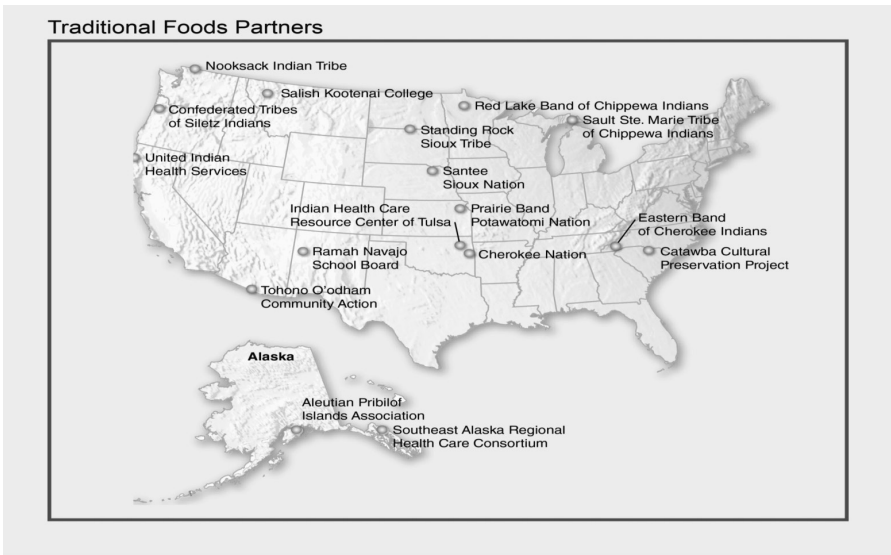 Traditional Foods Partners
Nooksack Indian Tribe
Salish Kootenai College
Confederated Tribes
of Siletz Indians
Red Lake Band of Chippewa Indians
Sault Ste. Marie Tribe
of Chippewa Indians
Standing Rock
Sioux Tribe
United Indian
Health Services
Santee
Sioux Nation
Indian Health Care
Resource Center of Tulsa
Prairie Band
Potawatomi Nation
Eastern Band
of Cherokee Indians
Ramah Navajo
School Board
Cherokee Nation
Catawba Cultural
Preservation Project
Tohono O'odham
Community Action
Alaska
Aleutian Pribilof
Islands Association
Southeast Alaska Regional
Health Care Consortium